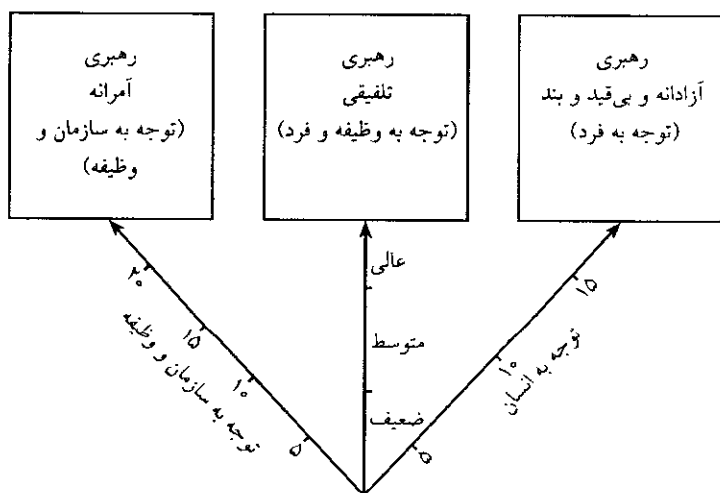 رهبری
آزادانه و بی‌قید و بند
(توجه به فرد)
رهبری
تلفیقی
(توجه به وظیفه و فرد)
رهبری
آمرانه
(توجه به سازمان و
وظیفه)
۱۵
۱۰
۵
توجه به انسان
عالی
متوسط
ضعیف
۲۰
۱۵
۱۰
۵
توجه به سازمان و وظیفه